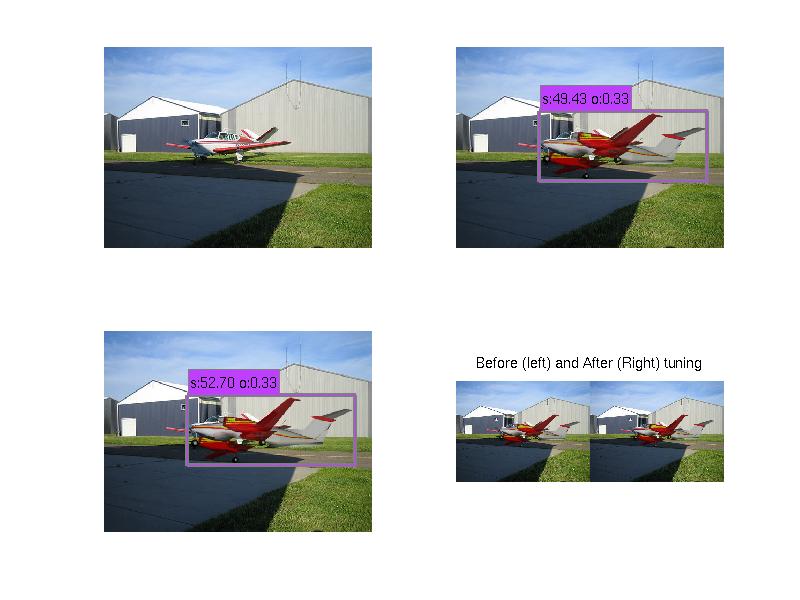 s:49.43 o:0.33
s:52.70 o:0.33
Before (left) and After (Right) tuning